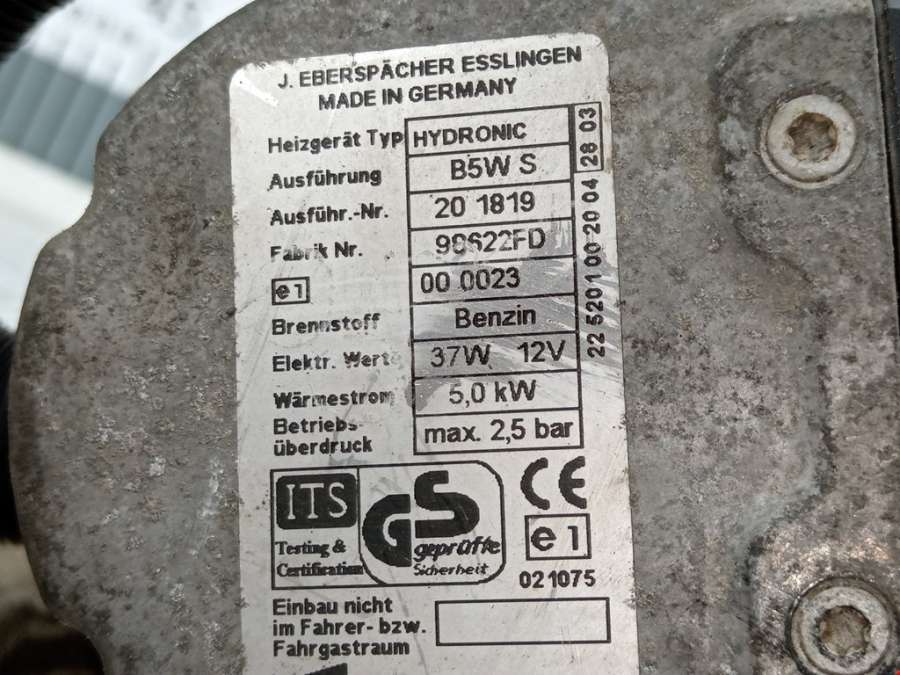 J. EBERSPÄCHER ESSLINGEN
MADE IN GERMANY
Heizgerät Typ HYDRONIC
Ausführung B5W S
Ausführ.-Nr. 20 1819
Fabrik Nr. 98622FD
e1 00 0023
Brennstoff Benzin
Elektr. Werte 37W 12V
Wärmestrom 5,0 kW
Betriebs-
überdruck max. 2,5 bar
22 5201 00 2004 28 03
ITS
Testing &
Certification
GS
geprüfte
Sicherheit
CE
e1
021075
Einbau nicht
im Fahrer- bzw.
Fahrgastraum